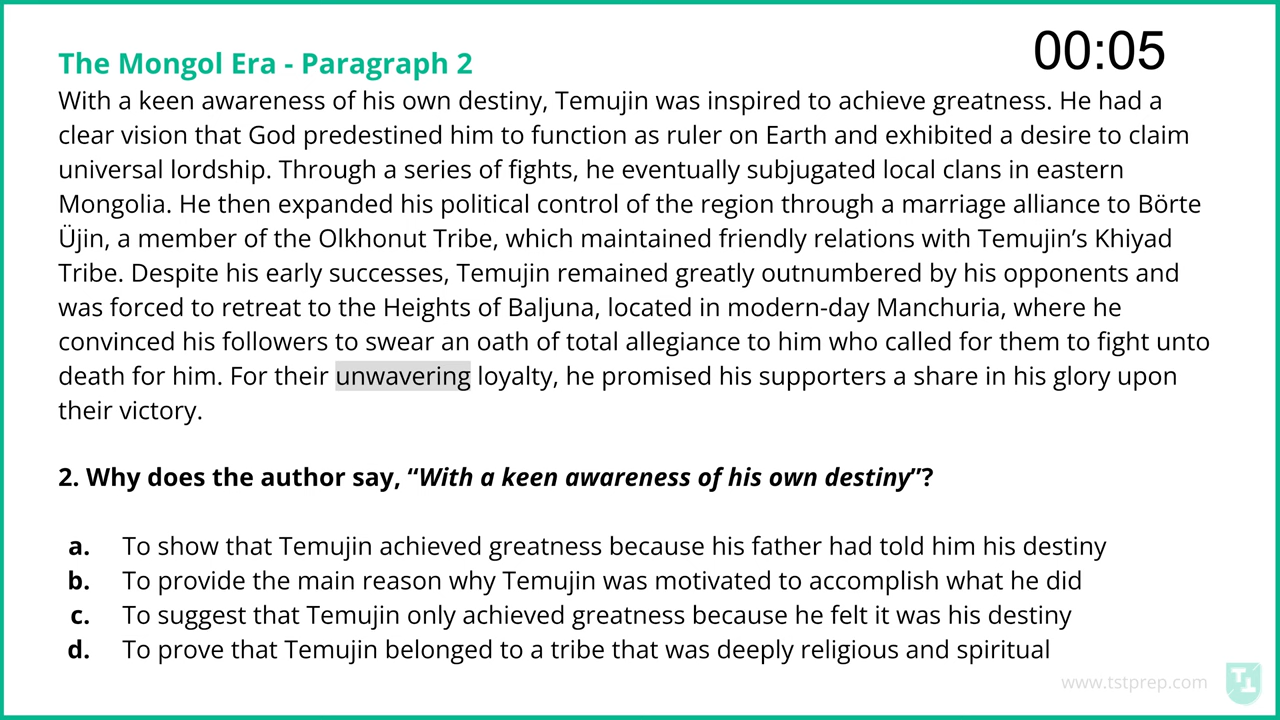 The Mongol Era - Paragraph 2
00:05
With a keen awareness of his own destiny, Temujin was inspired to achieve greatness. He had a
clear vision that God predestined him to function as ruler on Earth and exhibited a desire to claim
universal lordship. Through a series of fights, he eventually subjugated local clans in eastern
Mongolia. He then expanded his political control of the region through a marriage alliance to Börte
Üjin, a member of the Olkhonut Tribe, which maintained friendly relations with Temujin’s Khiyad
Tribe. Despite his early successes, Temujin remained greatly outnumbered by his opponents and
was forced to retreat to the Heights of Baljuna, located in modern-day Manchuria, where he
convinced his followers to swear an oath of total allegiance to him who called for them to fight unto
death for him. For their unwavering loyalty, he promised his supporters a share in his glory upon
their victory.
2. Why does the author say, “With a keen awareness of his own destiny”?
a. To show that Temujin achieved greatness because his father had told him his destiny
b. To provide the main reason why Temujin was motivated to accomplish what he did
c. To suggest that Temujin only achieved greatness because he felt it was his destiny
d. To prove that Temujin belonged to a tribe that was deeply religious and spiritual
www.tstprep.com